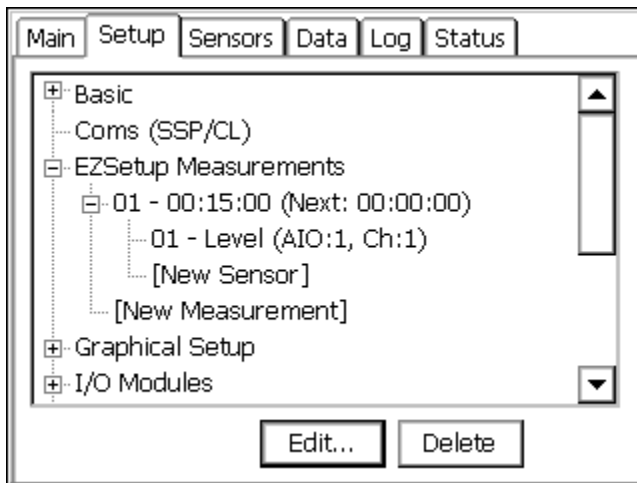 Main Setup Sensors Data Log Status
Basic
Coms (SSP/CL)
EZSetup Measurements
01 - 00:15:00 (Next: 00:00:00)
01 - Level (AIO:1, Ch:1)
[New Sensor]
[New Measurement]
Graphical Setup
I/O Modules
Edit... Delete